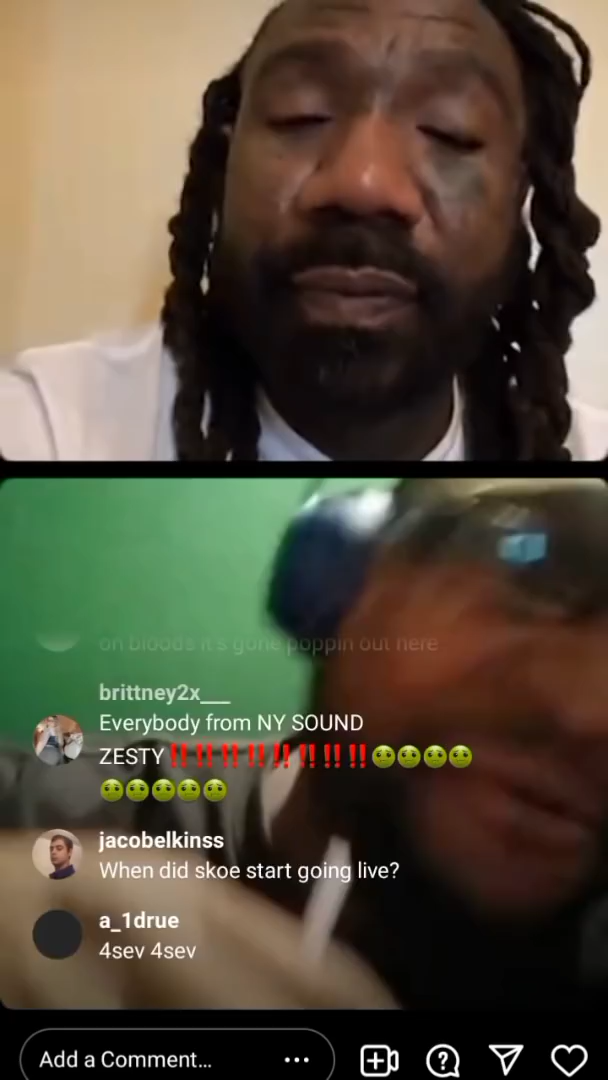 on bloods it's gone poppin out here
brittney2x___
Everybody from NY SOUND
ZESTY‼️‼️‼️‼️‼️‼️‼️‼️🤢🤢🤢🤢
🤢🤢🤢🤢🤢
jacobelkinss
When did skoe start going live?
a_1drue
4sev 4sev
Add a Comment...